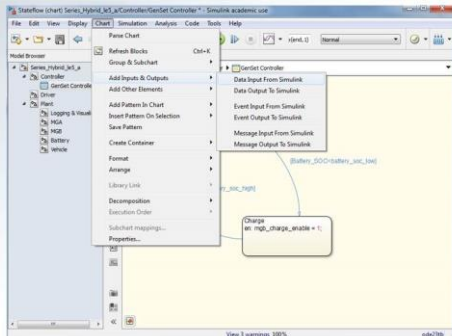 Stateflow (chart) Series_Hybrid_le5_a/Controller/GenSet Controller * - Simulink academic use
File Edit View Display Chart Simulation Analysis Code Tools Help
Parse Chart
Refresh Blocks Ctrl+K
Group & Subchart
Add Inputs & Outputs
Add Other Elements
Add Pattern In Chart
Insert Pattern On Selection
Save Pattern
Create Container
Format
Arrange
Library Link
Decomposition
Execution Order
Subchart mappings...
Properties...
Data Input From Simulink
Data Output To Simulink
Event Input From Simulink
Event Output To Simulink
Message Input From Simulink
Message Output To Simulink
Normal
Model Browser
Series_Hybrid_le5_a
Controller
GenSet Controlle
Driver
Plant
Logging & Visual
MGA
MGB
Battery
Vehicle
GenSet Controller
[Battery_SOC<battery_soc_low]
ry_soc_high]
Charge
en: mgb_charge_enable = 1;
View 3 warnings 100%